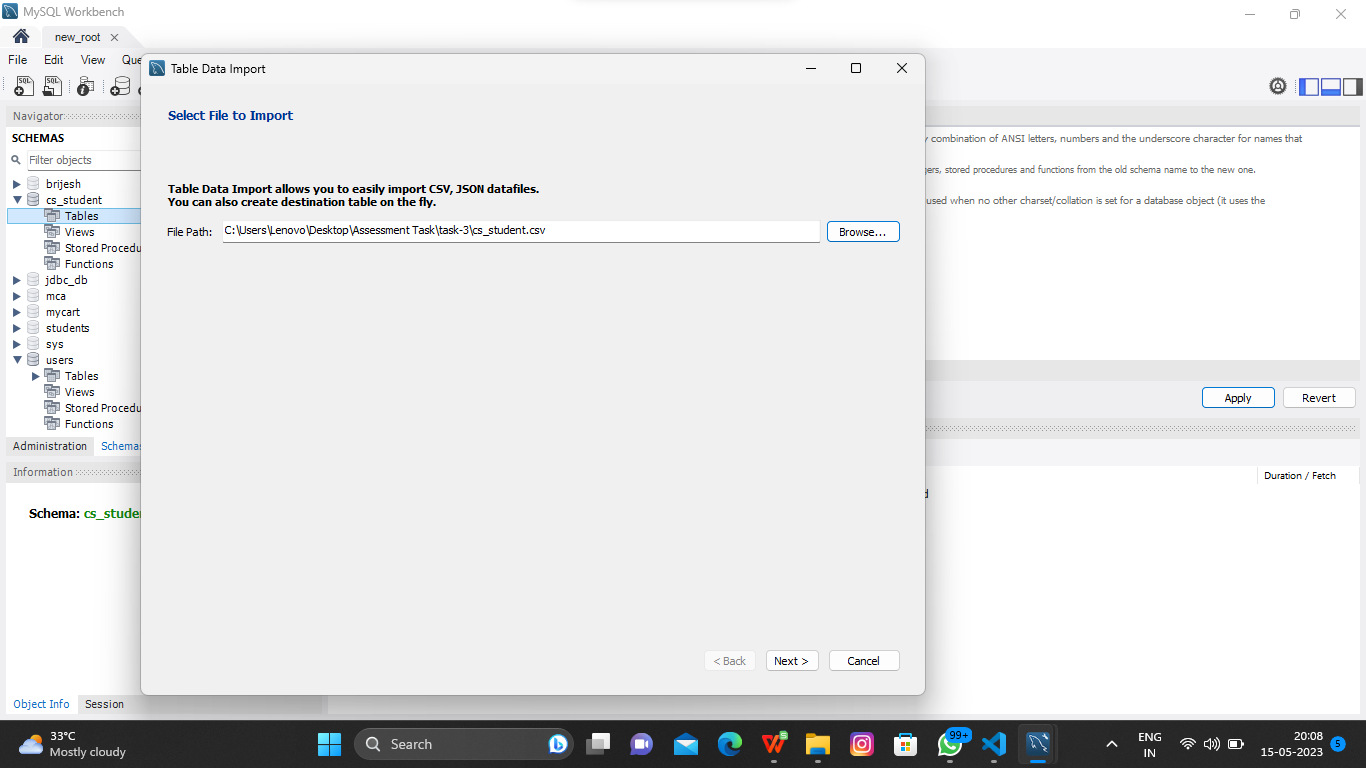 MySQL Workbench
new_root
File Edit View
Navigator
SCHEMAS
Filter objects
brijesh
cs_student
Tables
Views
Stored
Functions
jdbc_db
mca
mycart
students
sys
users
Tables
Views
Stored
Functions
Administration
Information
Schema:
Object Info Session
Table Data Import
Select File to Import
Table Data Import allows you to easily import CSV, JSON datafiles.
You can also create destination table on the fly.
File Path: C:\Users\Lenovo\Desktop\Assessment Task\task-3\cs_student.csv Browse...
< Back Next > Cancel
combination of ANSI letters, numbers and the underscore character for names that
stored procedures and functions from the old schema name to the new one.
used when no other charset/collation is set for a database object (it uses the
Apply Revert
Duration / Fetch
33°C
Mostly cloudy
Search
S
99+
ENG
IN
20:08
15-05-2023
5